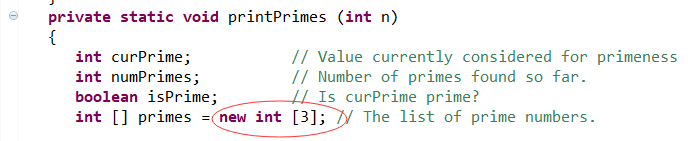 private static void printPrimes (int n)
{
int curPrime; // Value currently considered for primeness
int numPrimes; // Number of primes found so far.
boolean isPrime; // Is curPrime prime?
int [] primes = new int [3]; // The list of prime numbers.